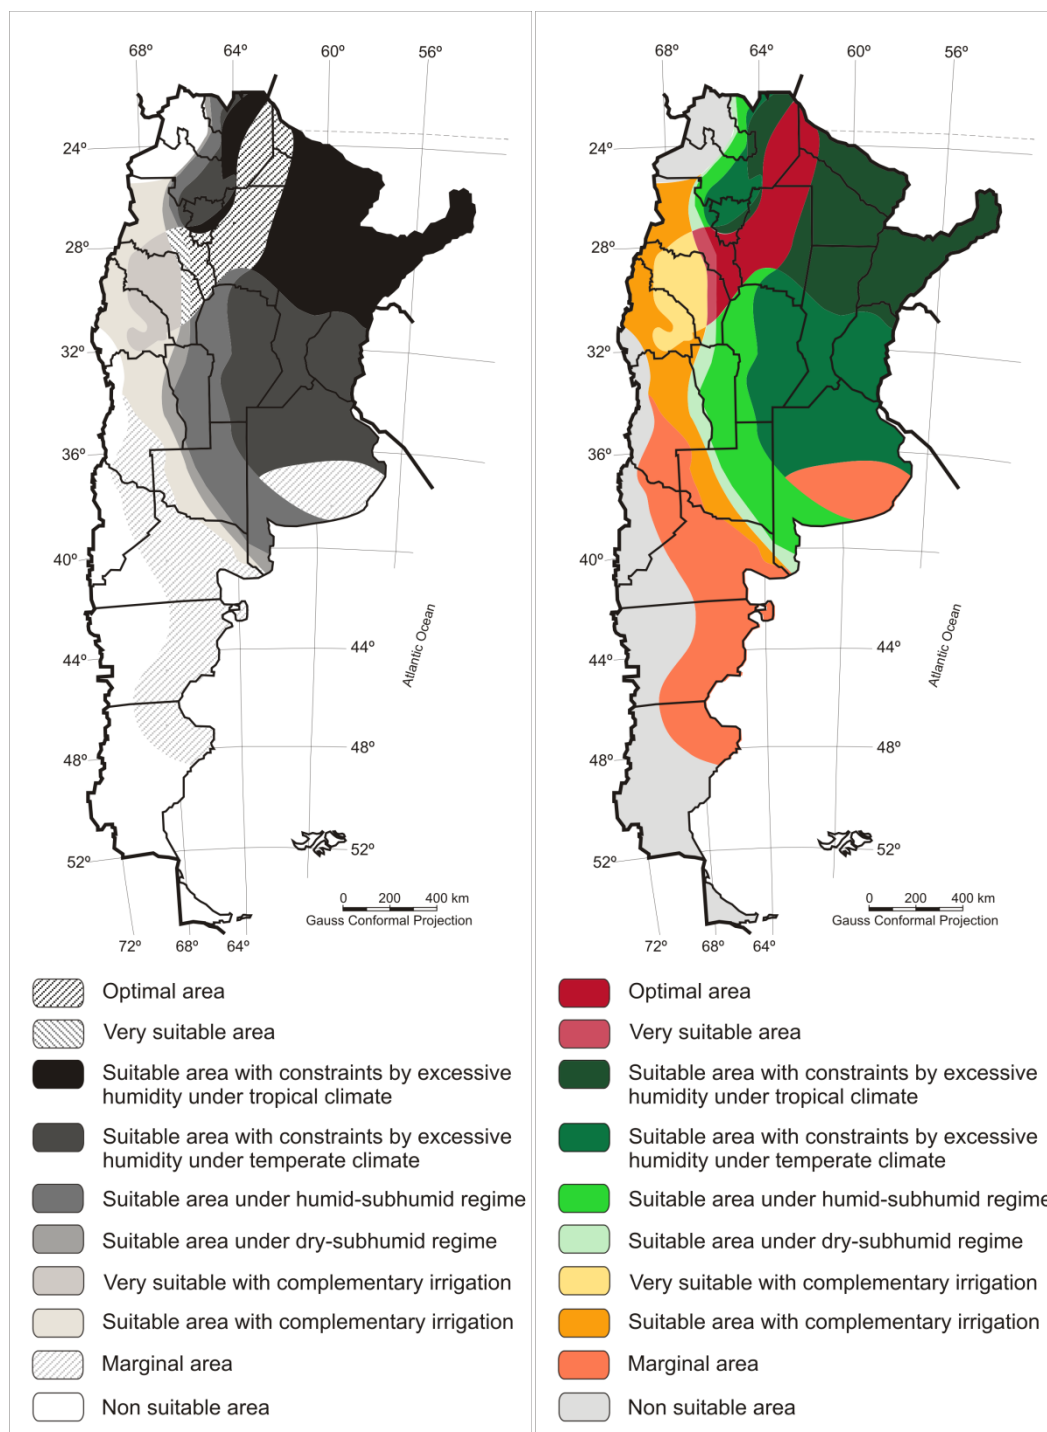 68º 64º 60º 56º
24º
28º
32º
36º
40º
44º 44º
48º 48º
52º 52º
Atlantic Ocean
0 200 400 km
Gauss Conformal Projection
72º 68º 64º
Optimal area
Very suitable area
Suitable area with constraints by excessive
humidity under tropical climate
Suitable area with constraints by excessive
humidity under temperate climate
Suitable area under humid-subhumid regime
Suitable area under dry-subhumid regime
Very suitable with complementary irrigation
Suitable area with complementary irrigation
Marginal area
Non suitable area
68º 64º 60º 56º
24º
28º
32º
36º
40º
44º 44º
48º 48º
52º 52º
Atlantic Ocean
0 200 400 km
Gauss Conformal Projection
72º 68º 64º
Optimal area
Very suitable area
Suitable area with constraints by excessive
humidity under tropical climate
Suitable area with constraints by excessive
humidity under temperate climate
Suitable area under humid-subhumid regime
Suitable area under dry-subhumid regime
Very suitable with complementary irrigation
Suitable area with complementary irrigation
Marginal area
Non suitable area